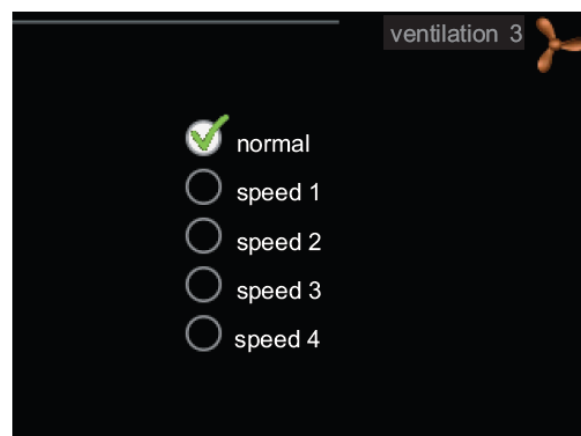 ventilation 3
normal
speed 1
speed 2
speed 3
speed 4